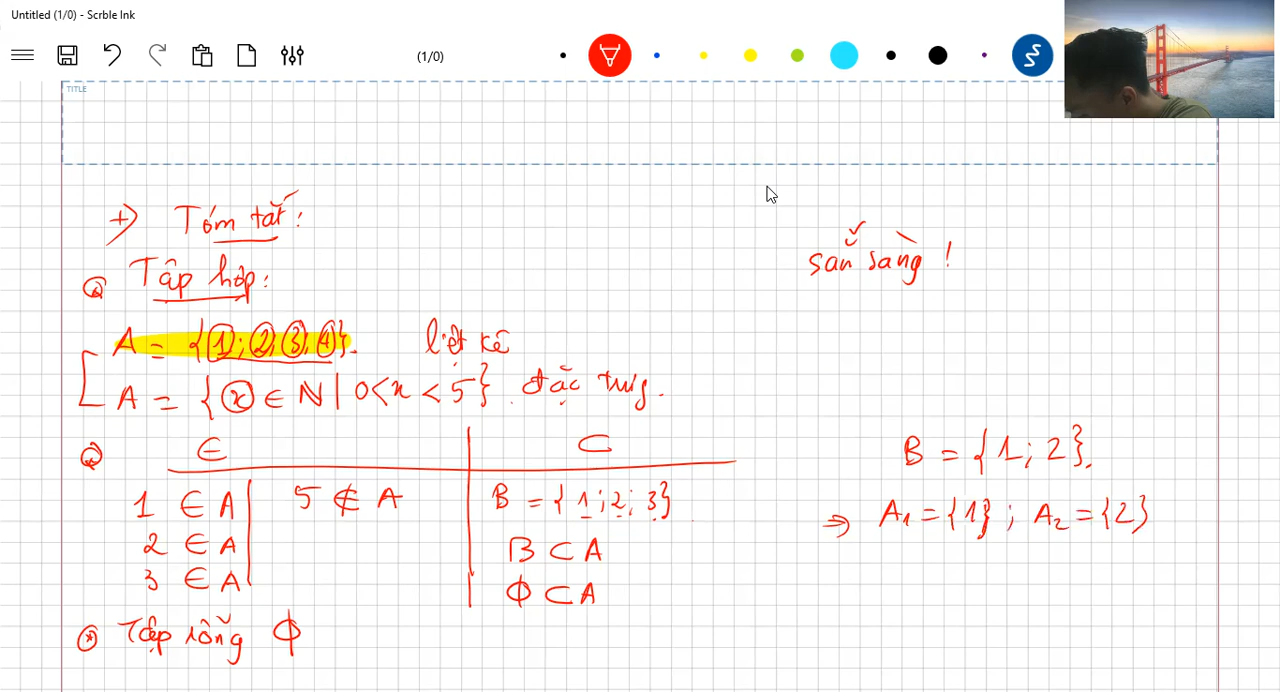 Untitled (1/0) - Scrble Ink
(1/0)
TITLE
+) Tóm tắt:
Tập hợp:
sẵn sàng !
A = {1; 2; 3; 4}. liệt kê
A = {x ∈ N | 0 < x < 5}. đặc trưng.
∈ ⊂
1 ∈ A 5 ∉ A B = {1; 2; 3}
2 ∈ A B ⊂ A
3 ∈ A ϕ ⊂ A
Tập rỗng ϕ
B = {1; 2}.
⇒ A₁ = {1}; A₂ = {2}